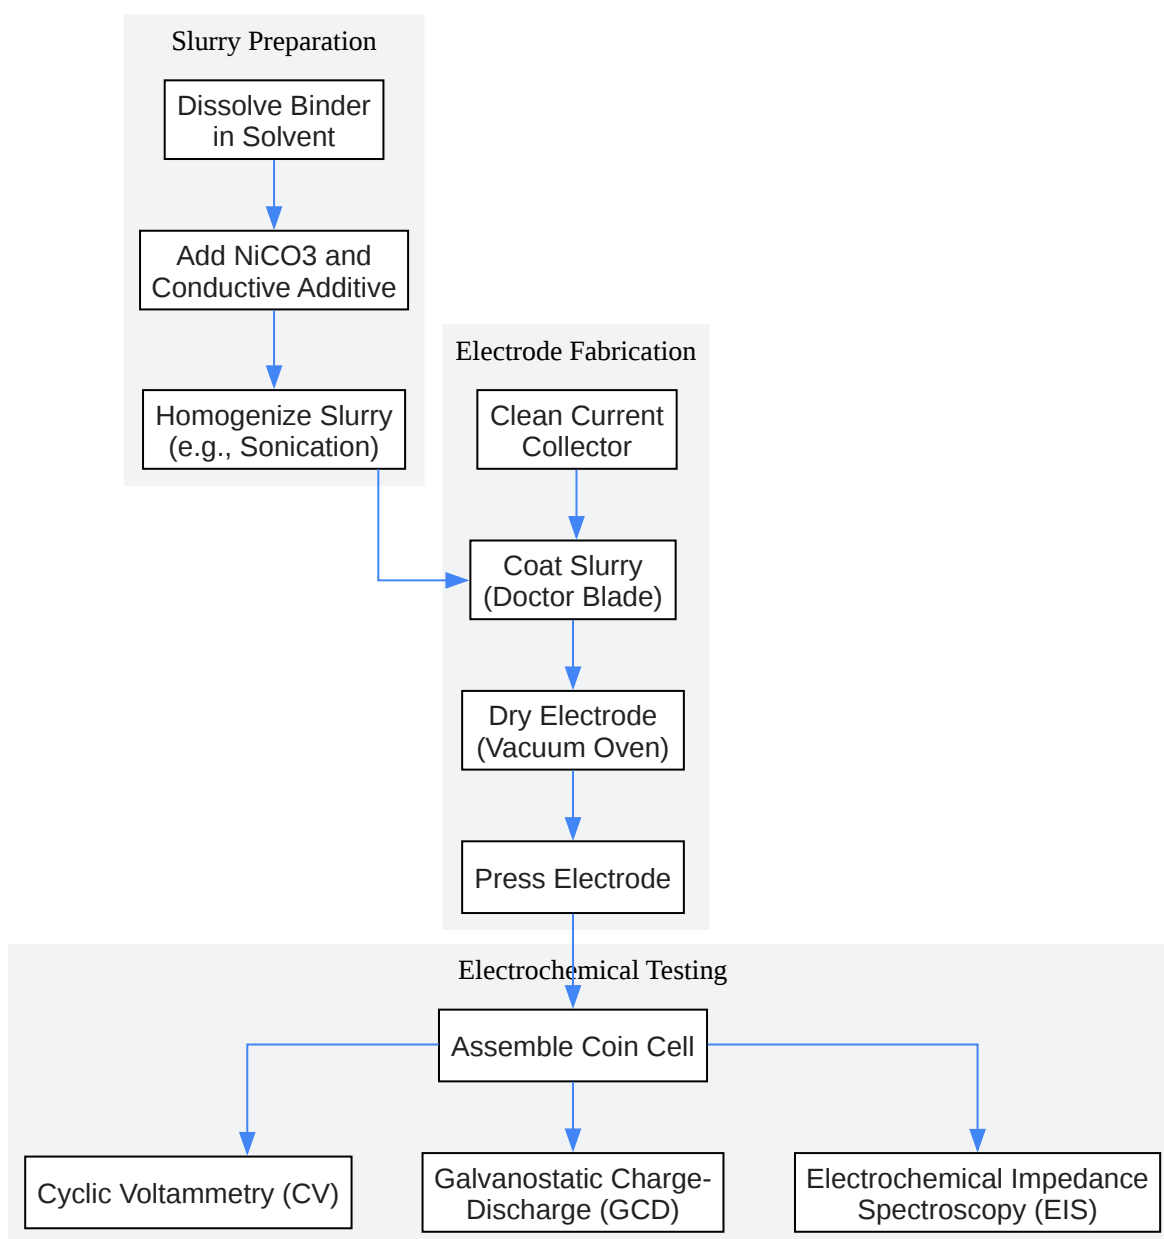 Slurry Preparation
Dissolve Binder
in Solvent
Add NiCO3 and
Conductive Additive
Homogenize Slurry
(e.g., Sonication)
Electrode Fabrication
Clean Current
Collector
Coat Slurry
(Doctor Blade)
Dry Electrode
(Vacuum Oven)
Press Electrode
Electrochemical Testing
Assemble Coin Cell
Cyclic Voltammetry (CV)
Galvanostatic Charge-
Discharge (GCD)
Electrochemical Impedance
Spectroscopy (EIS)